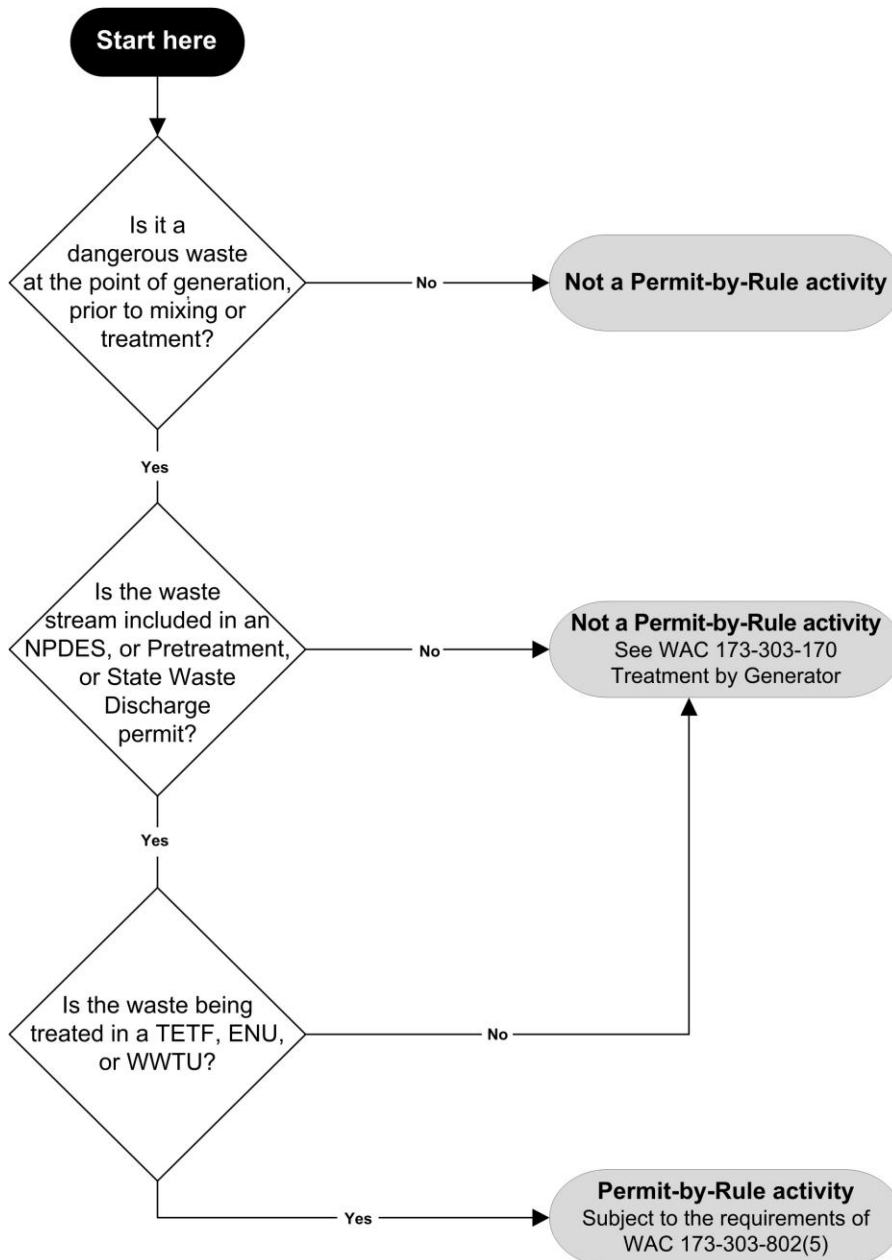 Start here
Is it a
dangerous waste
at the point of generation,
prior to mixing or
treatment?
No
Not a Permit-by-Rule activity
Yes
Is the waste
stream included in an
NPDES, or Pretreatment,
or State Waste
Discharge
permit?
No
Not a Permit-by-Rule activity
See WAC 173-303-170
Treatment by Generator
Yes
Is the waste being
treated in a TETF, ENU,
or WWTU?
No
Yes
Permit-by-Rule activity
Subject to the requirements of
WAC 173-303-802(5)